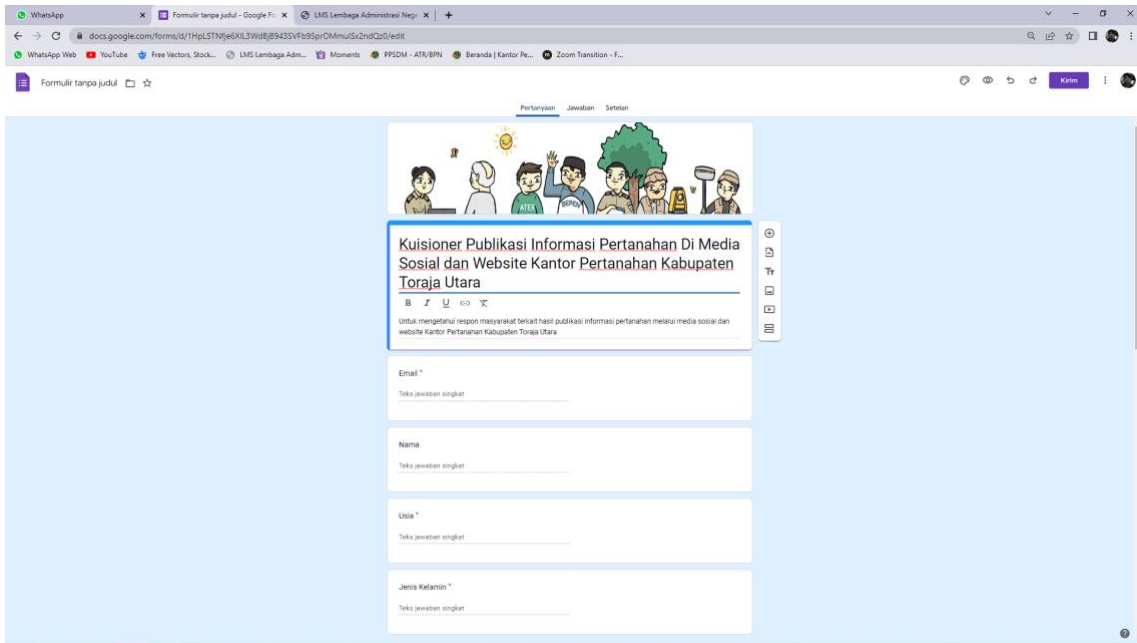 WhatsApp
Formulir tanpa judul - Google Fo
LMS Lembaga Administrasi Neg
docs.google.com/forms/d/
WhatsApp Web YouTube Free Vectors, Stock... LMS Lembaga Adm... Moments PPSDM - ATR/BPN Beranda | Kantor Pe... Zoom Transition - F...
Formulir tanpa judul
Kirim
Pertanyaan Jawaban Setelan
Kuisioner Publikasi Informasi Pertanahan Di Media
Sosial dan Website Kantor Pertanahan Kabupaten
Toraja Utara
B I U
Untuk mengetahui respon masyarakat terkait hasil publikasi informasi pertanahan melalui media sosial dan
website Kantor Pertanahan Kabupaten Toraja Utara
Tт
Email *
Teks jawaban singkat
Nama
Teks jawaban singkat
Usia *
Teks jawaban singkat
Jenis Kelamin *
Teks jawaban singkat